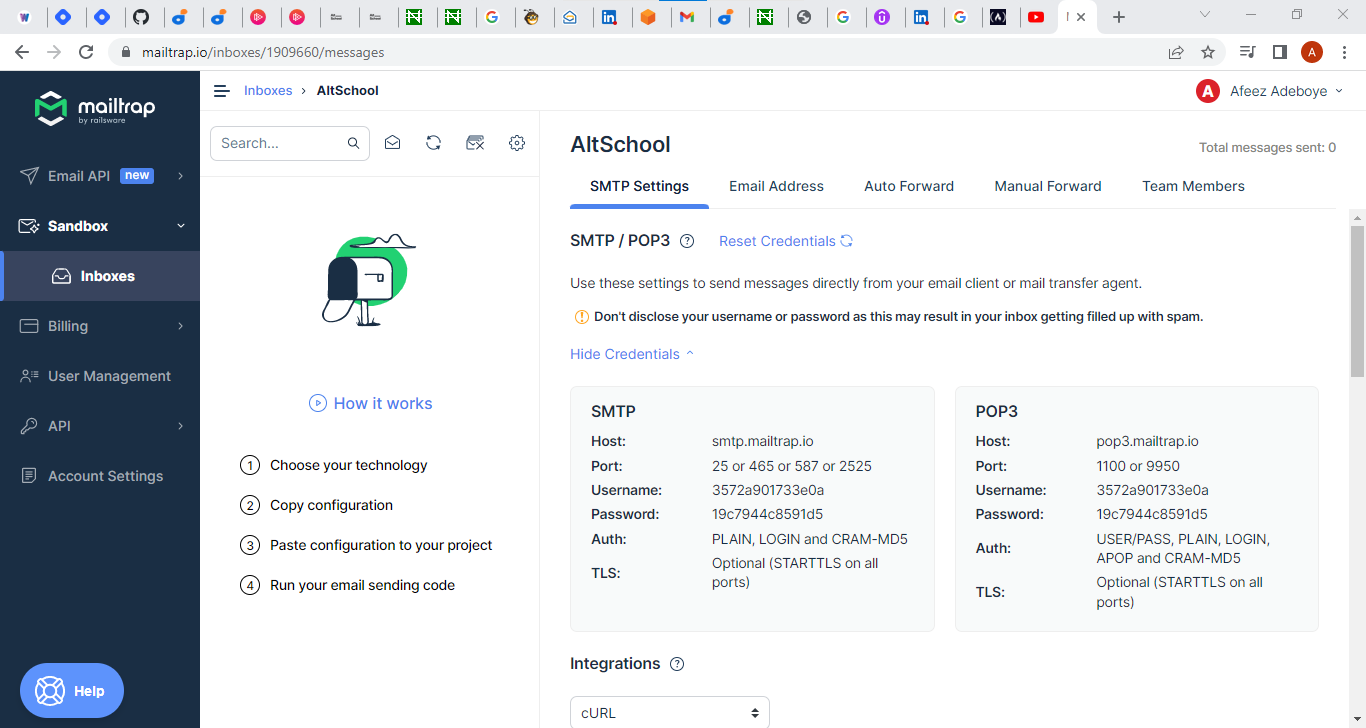 mailtrap.io/inboxes/1909660/messages
A
mailtrap
by railsware
Inboxes › AltSchool
A Afeez Adeboye
Email API new
Sandbox
Inboxes
Billing
User Management
API
Account Settings
Help
Search...
How it works
1 Choose your technology
2 Copy configuration
3 Paste configuration to your project
4 Run your email sending code
AltSchool
Total messages sent: 0
SMTP Settings Email Address Auto Forward Manual Forward Team Members
SMTP / POP3 ? Reset Credentials
Use these settings to send messages directly from your email client or mail transfer agent.
Don't disclose your username or password as this may result in your inbox getting filled up with spam.
Hide Credentials
SMTP
Host: smtp.mailtrap.io
Port: 25 or 465 or 587 or 2525
Username: 3572a901733e0a
Password: 19c7944c8591d5
Auth: PLAIN, LOGIN and CRAM-MD5
TLS: Optional (STARTTLS on all
ports)
POP3
Host: pop3.mailtrap.io
Port: 1100 or 9950
Username: 3572a901733e0a
Password: 19c7944c8591d5
Auth: USER/PASS, PLAIN, LOGIN,
APOP and CRAM-MD5
TLS: Optional (STARTTLS on all
ports)
Integrations ?
cURL